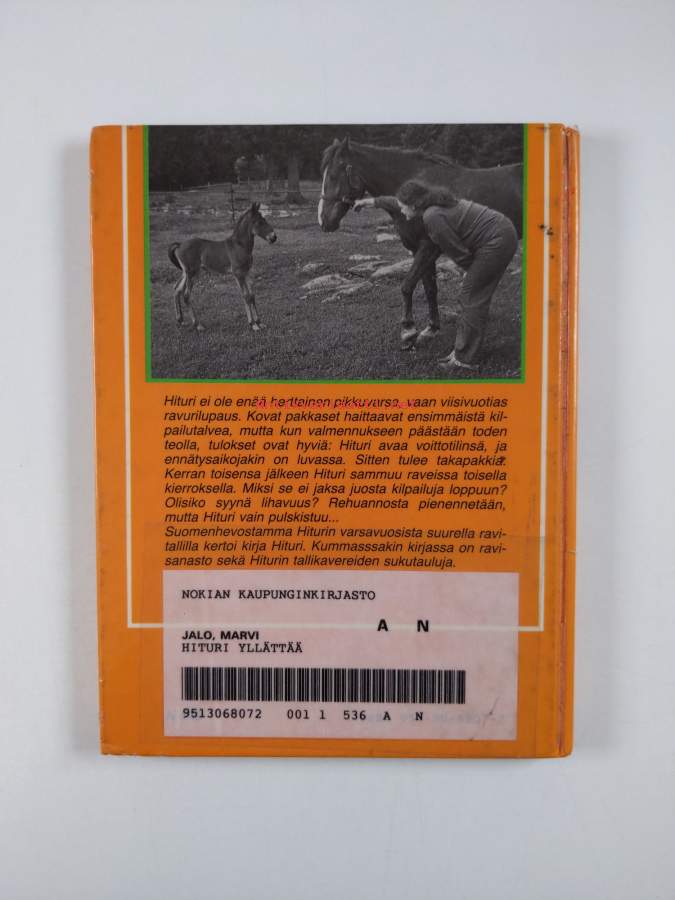 Hituri ei ole enää hertteinen pikkuvarsa, vaan viisivuotias
ravurilupaus. Kovat pakkaset haittaavat ensimmäistä kil-
pailutalvea, mutta kun valmennukseen päästään toden
teolla, tulokset ovat hyviä: Hituri avaa voittotilinsä, ja
ennätysaikojakin on luvassa. Sitten tulee takapakkia.
Kerran toisensa jälkeen Hituri sammuu raveissa toisella
kierroksella. Miksi se ei jaksa juosta kilpailuja loppuun?
Olisiko syynä lihavuus? Rehuannosta pienennetään,
mutta Hituri vain pulskistuu...
Suomenhevostamma Hiturin varsavuosista suurella ravi-
tallilla kertoi kirja Hituri. Kummasssakin kirjassa on ravi-
sanasto sekä Hiturin tallikavereiden sukutauluja.
NOKIAN KAUPUNGINKIRJASTO
A N
JALO, MARVI
HITURI YLLÄTTÄÄ
9513068072 001 1 536 A N